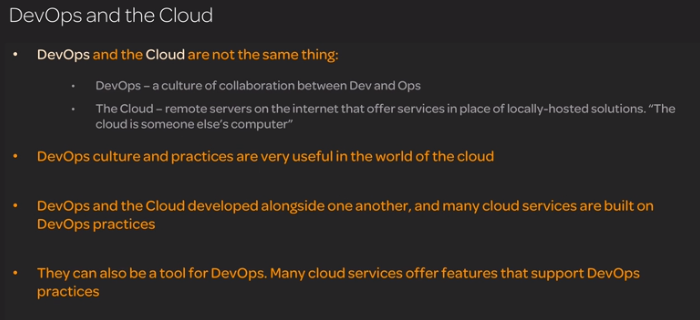 DevOps and the Cloud
• DevOps and the Cloud are not the same thing:
• DevOps – a culture of collaboration between Dev and Ops
• The Cloud – remote servers on the internet that offer services in place of locally-hosted solutions. “The
cloud is someone else’s computer”
• DevOps culture and practices are very useful in the world of the cloud
• DevOps and the Cloud developed alongside one another, and many cloud services are built on
DevOps practices
• They can also be a tool for DevOps. Many cloud services offer features that support DevOps
practices